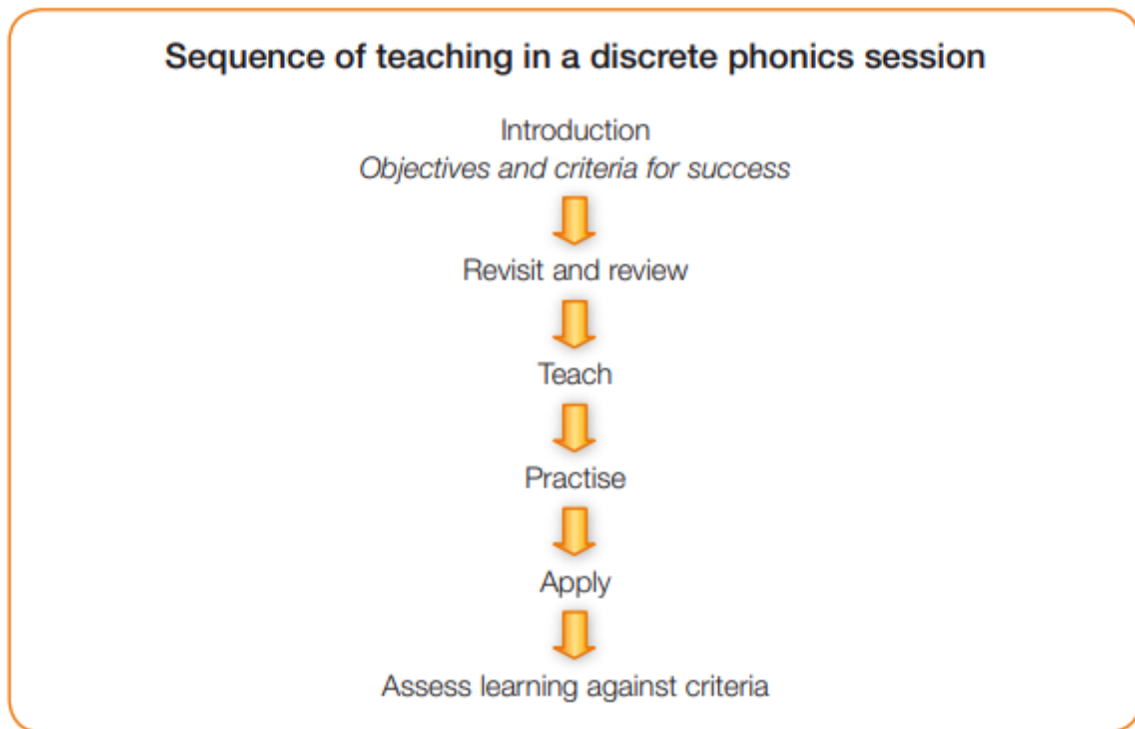 Sequence of teaching in a discrete phonics session
Introduction
Objectives and criteria for success
Revisit and review
Teach
Practise
Apply
Assess learning against criteria